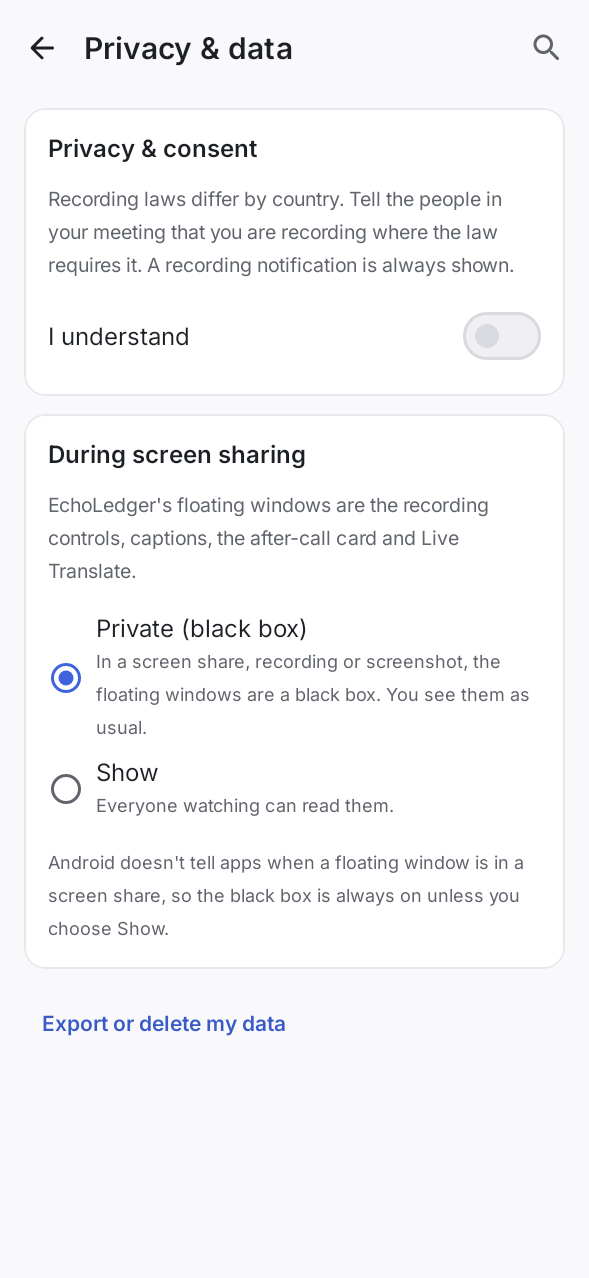 Privacy & data
Privacy & consent
Recording laws differ by country. Tell the people in
your meeting that you are recording where the law
requires it. A recording notification is always shown.
I understand
During screen sharing
EchoLedger's floating windows are the recording
controls, captions, the after-call card and Live
Translate.
Private (black box)
In a screen share, recording or screenshot, the
floating windows are a black box. You see them as
usual.
Show
Everyone watching can read them.
Android doesn't tell apps when a floating window is in a
screen share, so the black box is always on unless you
choose Show.
Export or delete my data